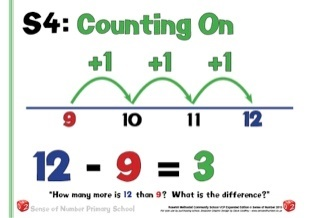 S4: Counting On
+1 +1 +1
9 10 11 12
12 - 9 = 3
"How many more is 12 than 9? What is the difference?"
Sense of Number Primary School